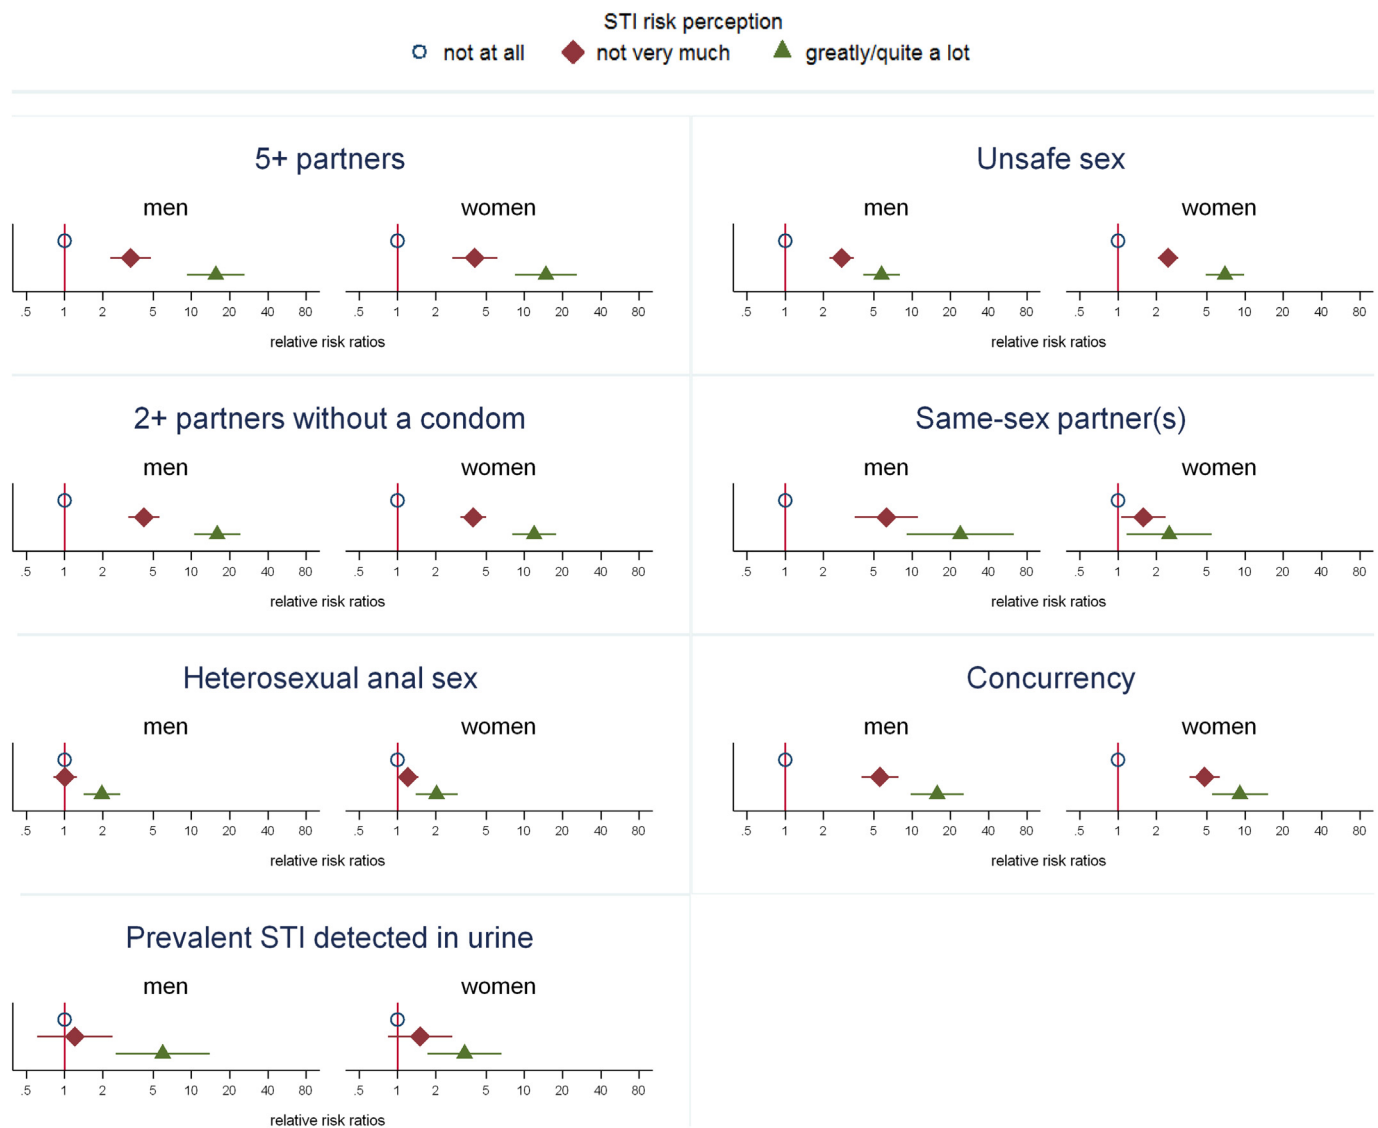 STI risk perception
not at all not very much greatly/quite a lot
5+ partners
men women
.5 1 2 5 10 20 40 80 1 2 5 10 20 40 80
relative risk ratios
Unsafe sex
men women
.5 1 2 5 10 20 40 80 .5 1 2 5 10 20 40 80
relative risk ratios
2+ partners without a condom
men women
.5 1 2 5 10 20 40 80 .5 1 2 5 10 20 40 80
relative risk ratios
Same-sex partner(s)
men women
.5 1 2 5 10 20 40 80 .5 1 2 5 10 20 40 80
relative risk ratios
Heterosexual anal sex
men women
.5 1 2 5 10 20 40 80 .5 1 2 5 10 20 40 80
relative risk ratios
Concurrency
men women
.5 1 2 5 10 20 40 80 .5 1 2 5 10 20 40 80
relative risk ratios
Prevalent STI detected in urine
men women
.5 1 2 5 10 20 40 80 .5 1 2 5 10 20 40 80
relative risk ratios